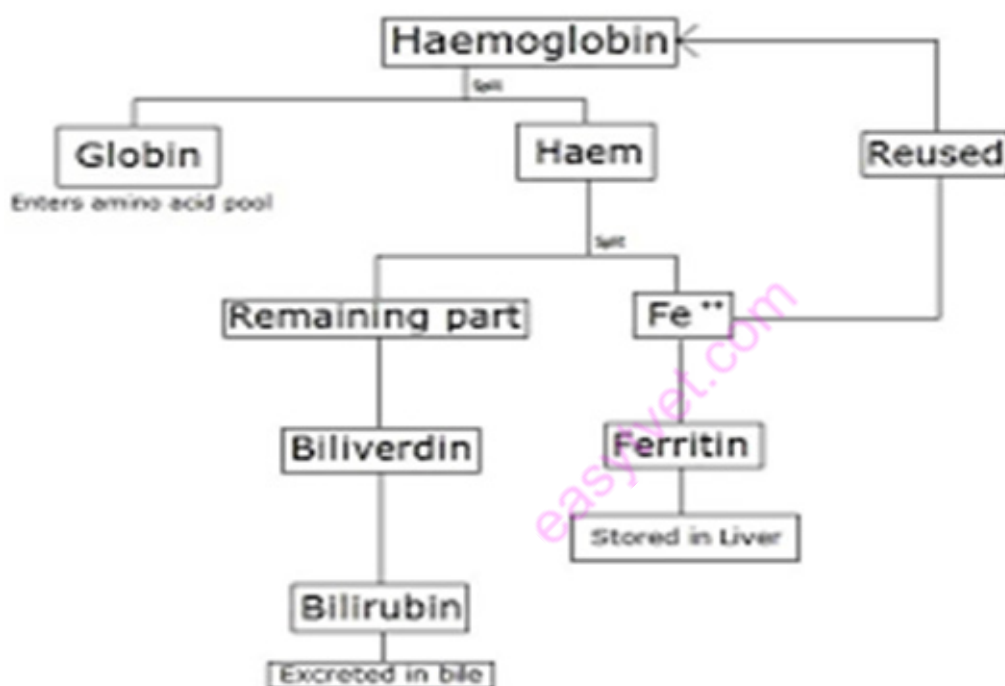 Haemoglobin
Split
Globin
Haem
Reused
Enters amino acid pool
Split
Remaining part
Fe ++
Biliverdin
Ferritin
Stored in Liver
Bilirubin
Excreted in bile
easytvet.com